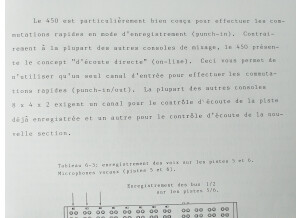 Le 450 est particulièrement bien conçu pour effectuer les com-
mutations rapides en mode d'enregistrement (punch-in). Contrai-
rement à la plupart des autres consoles de mixage, le 450 présen-
te le concept "d'écoute directe" (on-line). Ceci vous permet de
n'utiliser qu'un seul canal d'entrée pour effectuer les commuta-
tions rapides (punch-in/out). La plupart des autres consoles
8 x 4 x 2 exigent un canal pour le contrôle d'écoute de la piste
déjà enregistrée et un autre pour le contrôle d'écoute de la nou-
velle section.
Tableau 6-3: enregistrement des voix sur les pistes 5 et 6.
Microphones vocaux (pistes 5 et 6).
Enregistrement des bus 1/2
sur les pistes 5/6.